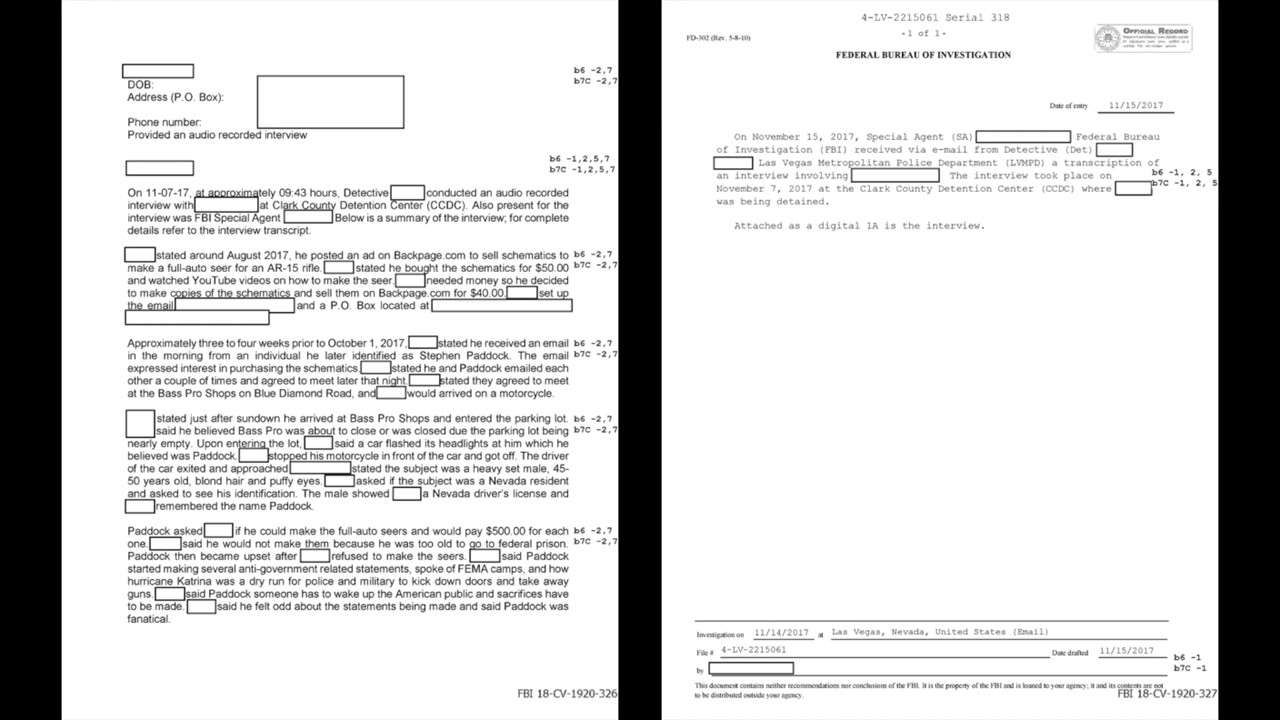 b6 -2,7
b7C -2,7
DOB:
Address (P.O. Box):
Phone number:
Provided an audio recorded interview
b6 -1,2,5,7
b7C -1,2,5,7
On 11-07-17, at approximately 09:43 hours, Detective conducted an audio recorded
interview with at Clark County Detention Center (CCDC). Also present for the
interview was FBI Special Agent Below is a summary of the interview; for complete
details refer to the interview transcript.
stated around August 2017, he posted an ad on Backpage.com to sell schematics to
b6 -2,7
make a full-auto seer for an AR-15 rifle. stated he bought the schematics for $50.00
b7C -2,7
and watched YouTube videos on how to make the seer. needed money so he decided
to make copies of the schematics and sell them on Backpage.com for $40.00. set up
the email and a P.O. Box located at
Approximately three to four weeks prior to October 1, 2017, stated he received an email
b6 -2,7
in the morning from an individual he later identified as Stephen Paddock. The email
b7C -2,7
expressed interest in purchasing the schematics. stated he and Paddock emailed each
other a couple of times and agreed to meet later that night. stated they agreed to meet
at the Bass Pro Shops on Blue Diamond Road, and would arrived on a motorcycle.
stated just after sundown he arrived at Bass Pro Shops and entered the parking lot.
b6 -2,7
said he believed Bass Pro was about to close or was closed due the parking lot being
b7C -2,7
nearly empty. Upon entering the lot, said a car flashed its headlights at him which he
believed was Paddock. stopped his motorcycle in front of the car and got off. The driver
of the car exited and approached stated the subject was a heavy set male, 45-
50 years old, blond hair and puffy eyes. asked if the subject was a Nevada resident
and asked to see his identification. The male showed a Nevada driver's license and
remembered the name Paddock.
Paddock asked if he could make the full-auto seers and would pay $500.00 for each
b6 -2,7
one. said he would not make them because he was too old to go to federal prison.
b7C -2,7
Paddock then became upset after refused to make the seers. said Paddock
started making several anti-government related statements, spoke of FEMA camps, and how
hurricane Katrina was a dry run for police and military to kick down doors and take away
guns. said Paddock someone has to wake up the American public and sacrifices have
to be made. said he felt odd about the statements being made and said Paddock was
fanatical.
FBI 18-CV-1920-326
4-LV-2215061 Serial 318
FD-302 (Rev. 5-8-10)
-1 of 1-
OFFICIAL RECORD
FEDERAL BUREAU OF INVESTIGATION
Date of entry 11/15/2017
On November 15, 2017, Special Agent (SA) Federal Bureau
of Investigation (FBI) received via e-mail from Detective (Det)
Las Vegas Metropolitan Police Department (LVMPD) a transcription of
an interview involving The interview took place on
b6 -1, 2, 5
November 7, 2017 at the Clark County Detention Center (CCDC) where
b7C -1, 2, 5
was being detained.
Attached as a digital 1A is the interview.
Investigation on 11/14/2017 at Las Vegas, Nevada, United States (Email)
File # 4-LV-2215061 Date drafted 11/15/2017
b6 -1
by
b7C -1
This document contains neither recommendations nor conclusions of the FBI. It is the property of the FBI and is loaned to your agency; it and its contents are not
to be distributed outside your agency.
FBI 18-CV-1920-327